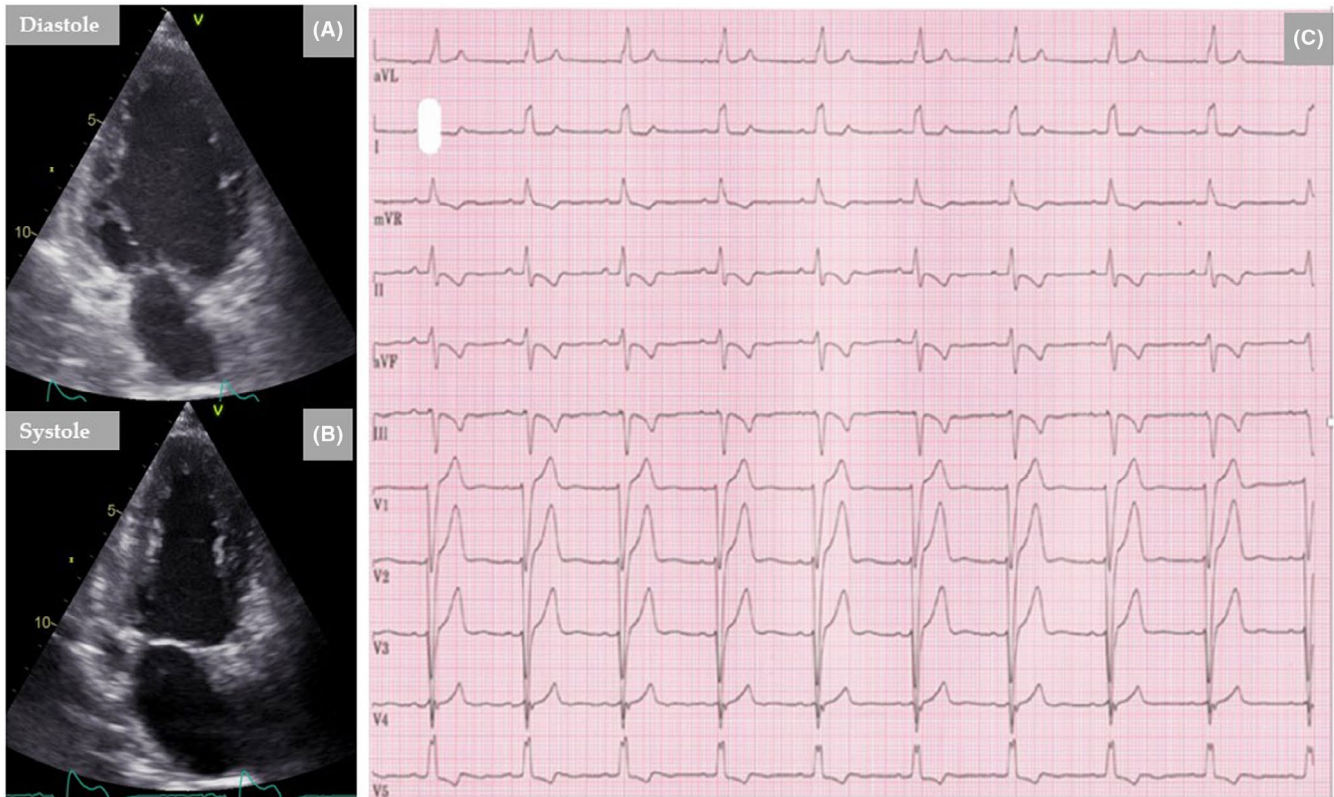 Diastole
(A)
V
5
10
Systole
(B)
V
5
10
(C)
aVL
I
mVR
II
aVF
III
V1
V2
V3
V4
V5